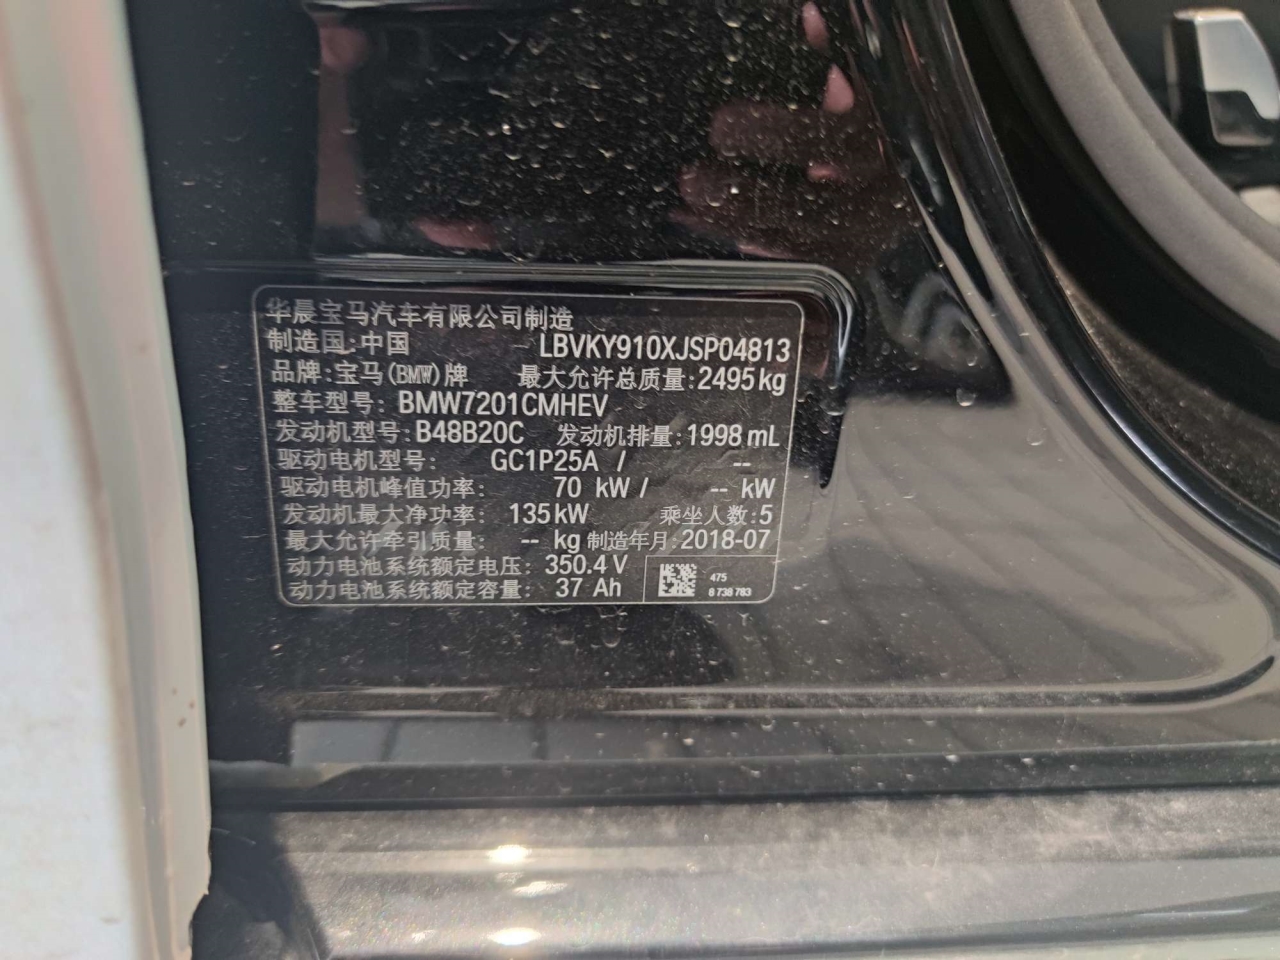 华晨宝马汽车有限公司制造
制造国:中国 LBVKY910XJSP04813
品牌:宝马(BMW)牌 最大允许总质量:2495kg
整车型号: BMW7201CMHEV
发动机型号:B48B20C 发动机排量:1998 mL
驱动电机型号: GC1P25A / --
驱动电机峰值功率: 70 kW / -- kW
发动机最大净功率: 135kW 乘坐人数:5
最大允许牵引质量: -- kg 制造年月:2018-07
动力电池系统额定电压: 350.4 V
动力电池系统额定容量: 37 Ah
475
8 738 783